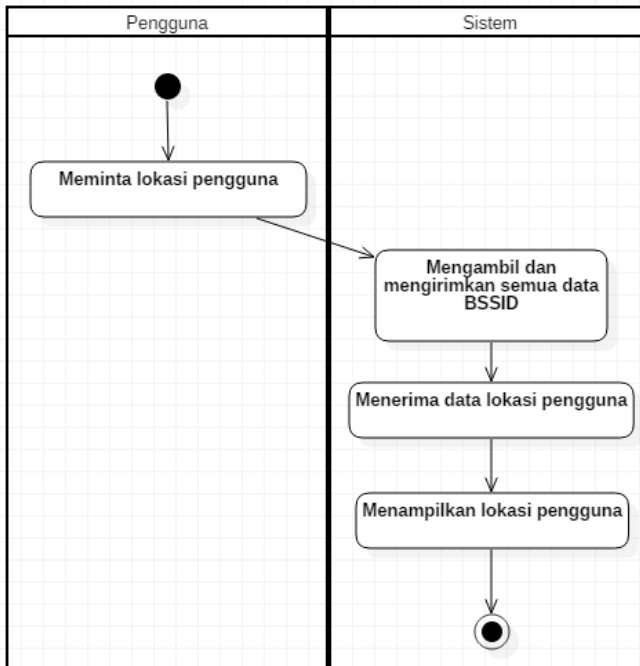 Pengguna
Sistem
Meminta lokasi pengguna
Mengambil dan
mengirimkan semua data
BSSID
Menerima data lokasi pengguna
Menampilkan lokasi pengguna